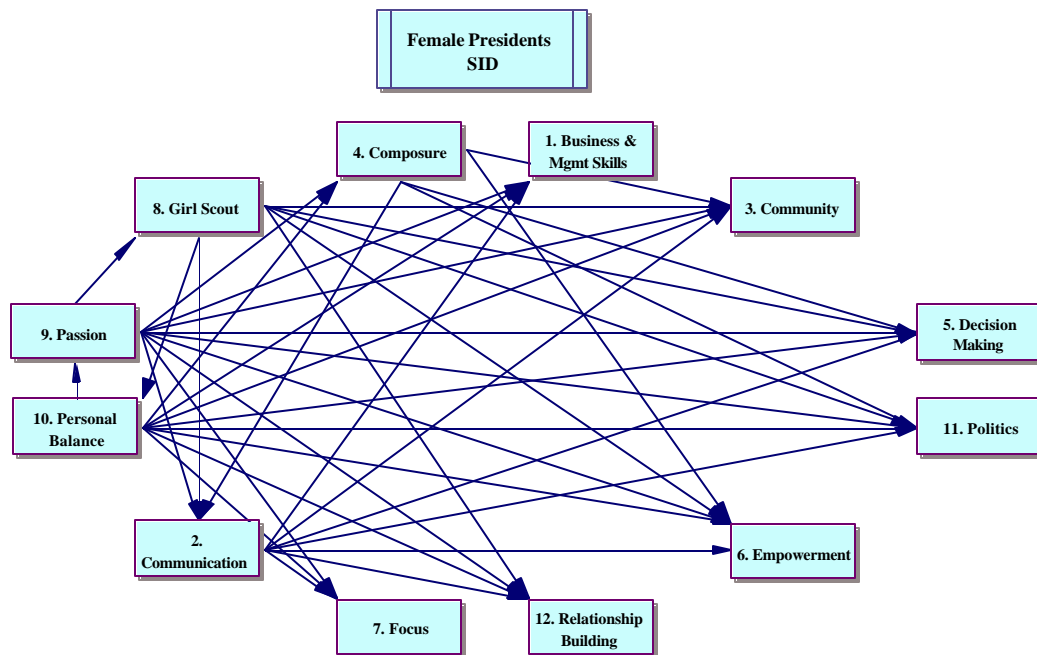 Female Presidents
SID
4. Composure
1. Business &
Mgmt Skills
8. Girl Scout
3. Community
9. Passion
5. Decision
Making
10. Personal
Balance
11. Politics
2.
Communication
6. Empowerment
7. Focus
12. Relationship
Building